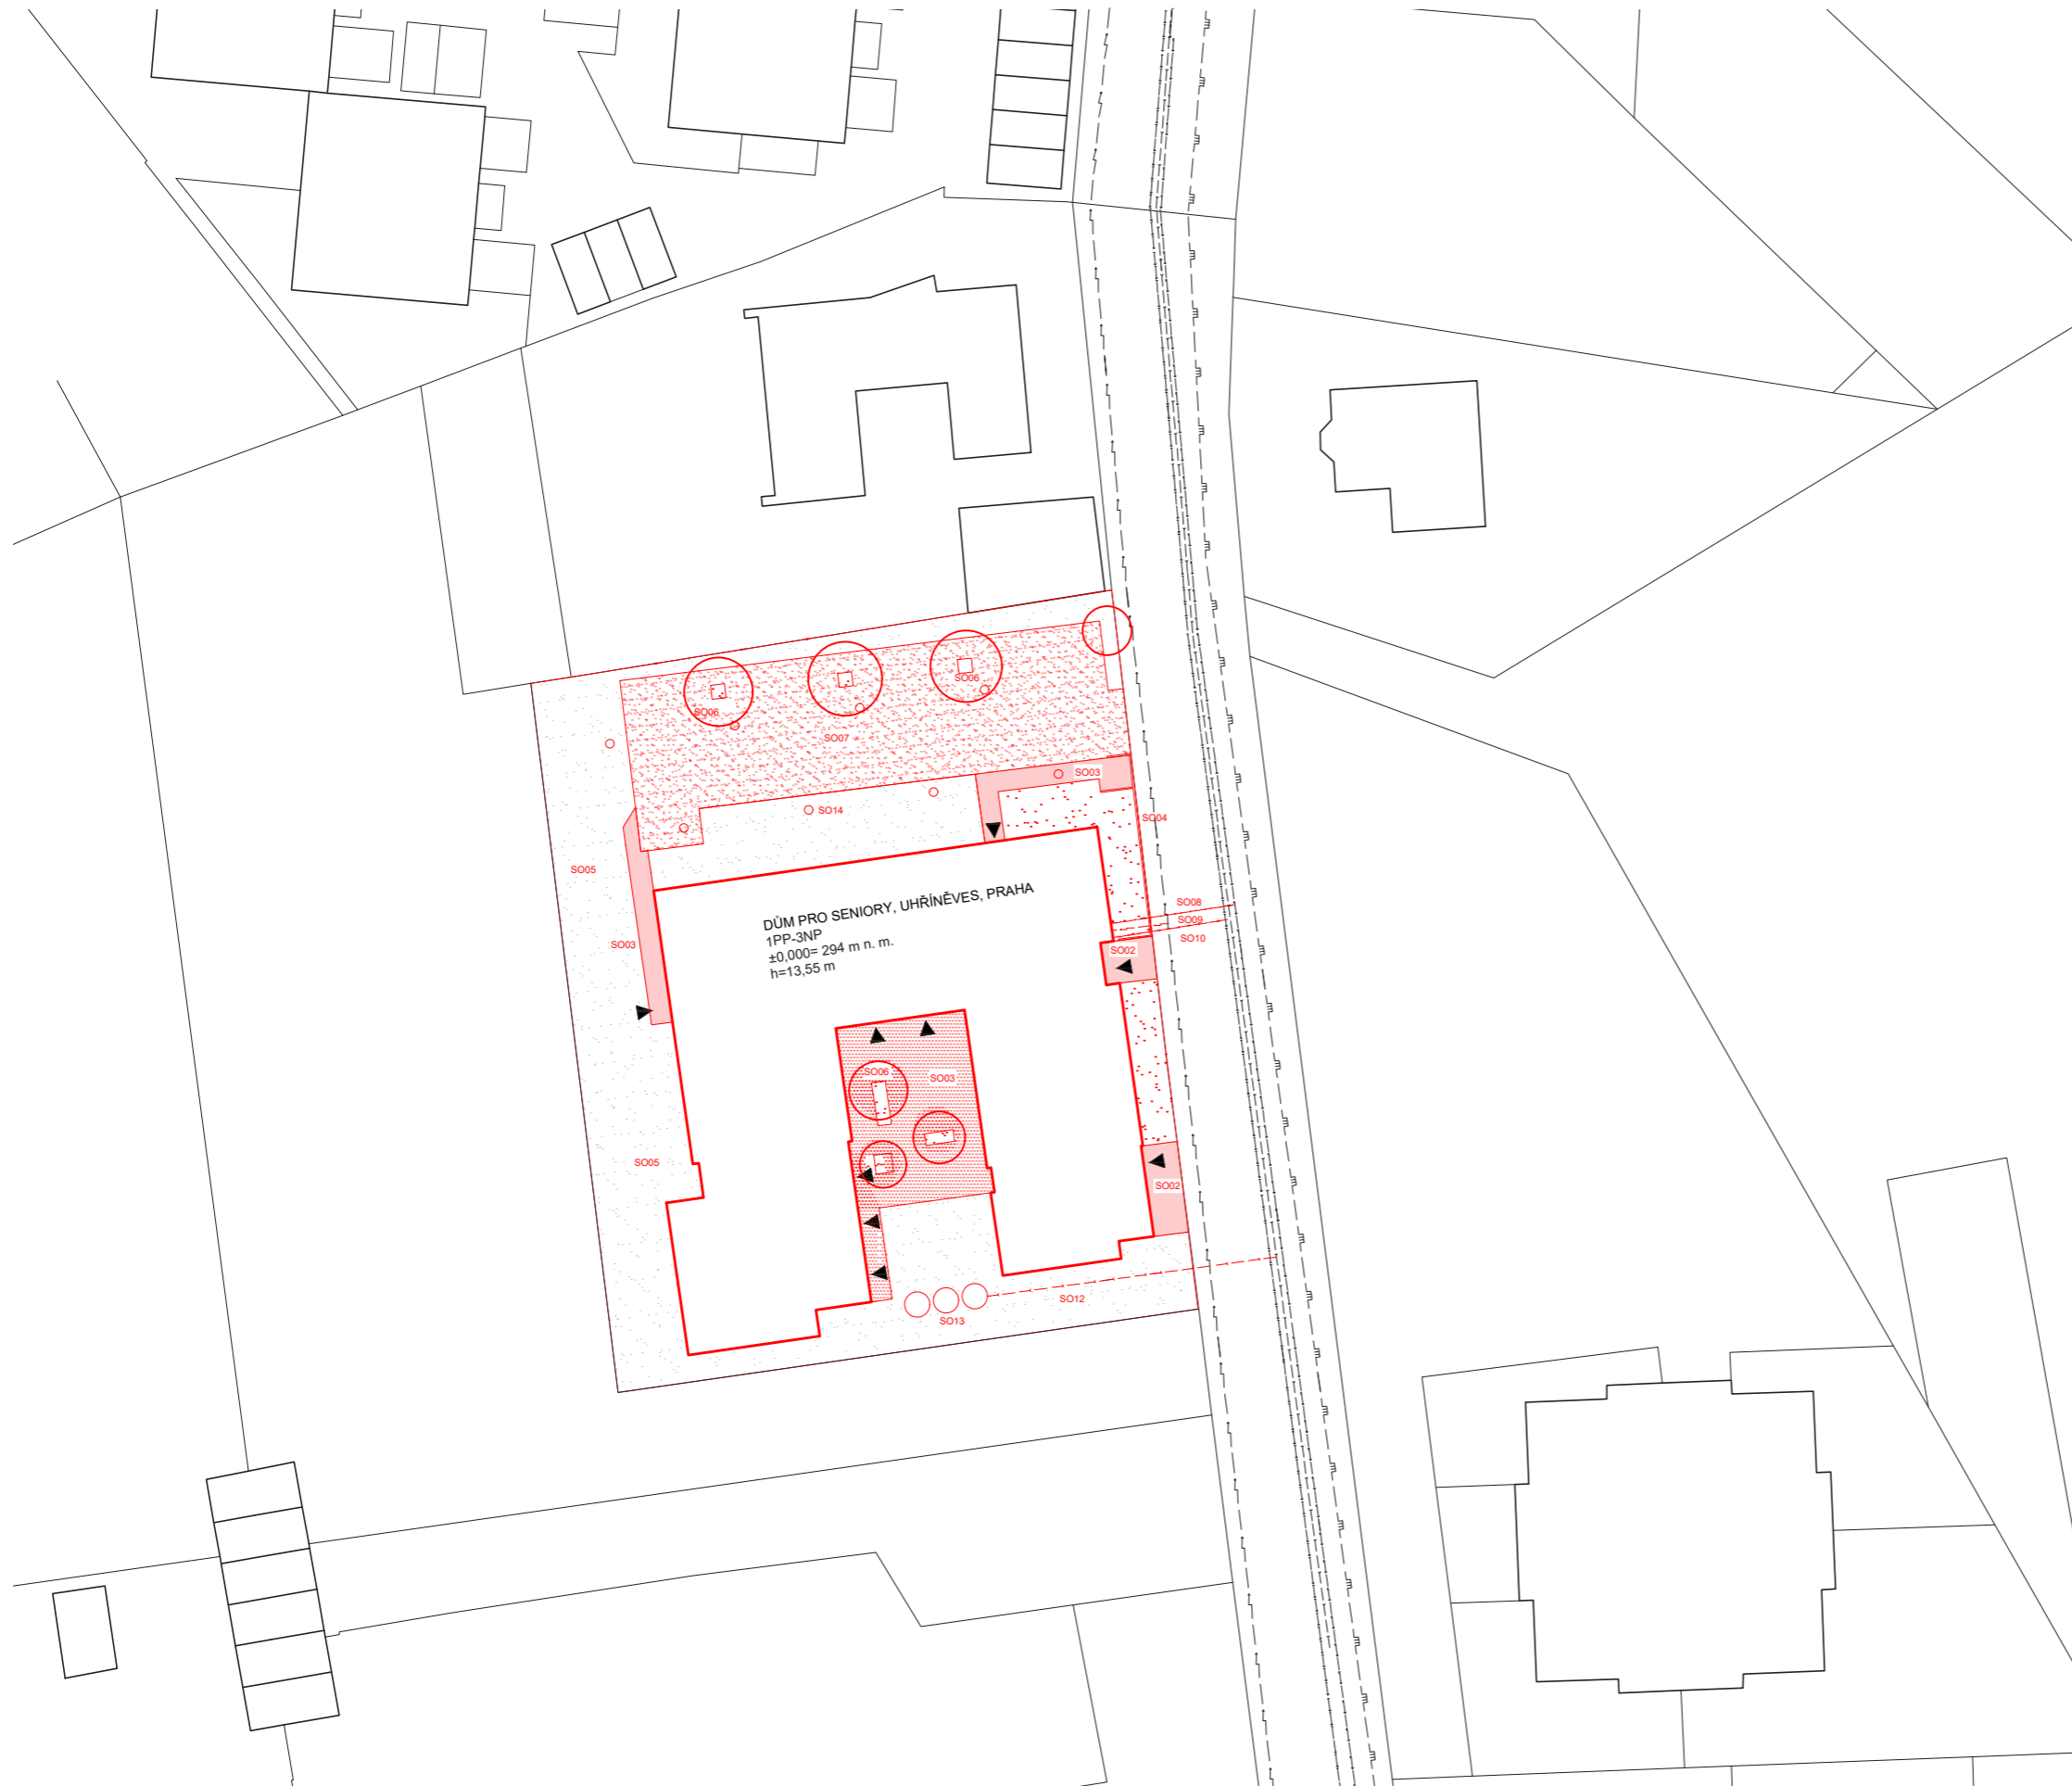 SO06
SO06
SO07
SO03
SO14
SO04
SO05
DŮM PRO SENIORY, UHŘÍNĚVES, PRAHA
1PP-3NP
±0,000= 294 m n. m.
h=13,55 m
SO08
SO09
SO10
SO03
SO02
SO06
SO03
SO05
SO02
SO12
SO13